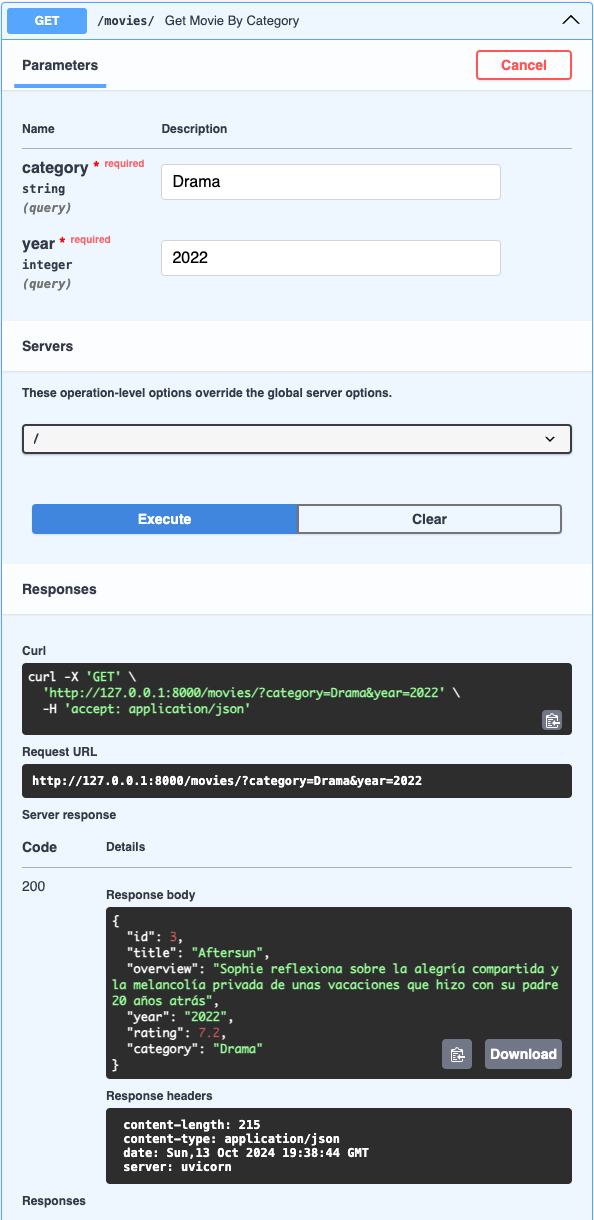 GET /movies/ Get Movie By Category
Parameters Cancel
Name Description
category * required
string
(query)
Drama
year * required
integer
(query)
2022
Servers
These operation-level options override the global server options.
/
Execute Clear
Responses
Curl
curl -X 'GET' \
'http://127.0.0.1:8000/movies/?category=Drama&year=2022' \
-H 'accept: application/json'
Request URL
http://127.0.0.1:8000/movies/?category=Drama&year=2022
Server response
Code Details
200
Response body
{
"id": 3,
"title": "Aftersun",
"overview": "Sophie reflexiona sobre la alegría compartida y
la melancolía privada de unas vacaciones que hizo con su padre
20 años atrás",
"year": "2022",
"rating": 7.2,
"category": "Drama"
}
Download
Response headers
content-length: 215
content-type: application/json
date: Sun,13 Oct 2024 19:38:44 GMT
server: uvicorn
Responses